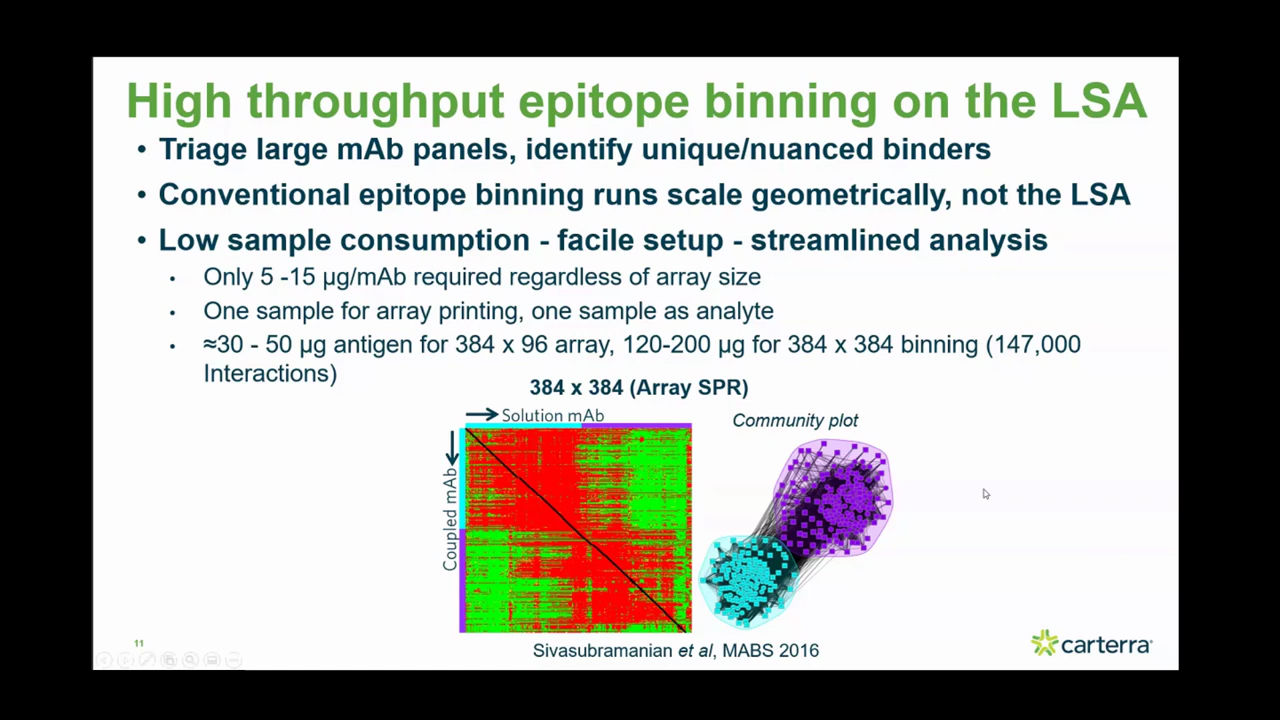 High throughput epitope binning on the LSA
• Triage large mAb panels, identify unique/nuanced binders
• Conventional epitope binning runs scale geometrically, not the LSA
• Low sample consumption - facile setup - streamlined analysis
• Only 5 -15 µg/mAb required regardless of array size
• One sample for array printing, one sample as analyte
• ≈30 - 50 µg antigen for 384 x 96 array, 120-200 µg for 384 x 384 binning (147,000
Interactions)
384 x 384 (Array SPR)
Solution mAb
Coupled mAb
Community plot
Sivasubramanian et al, MABS 2016
11
carterra®